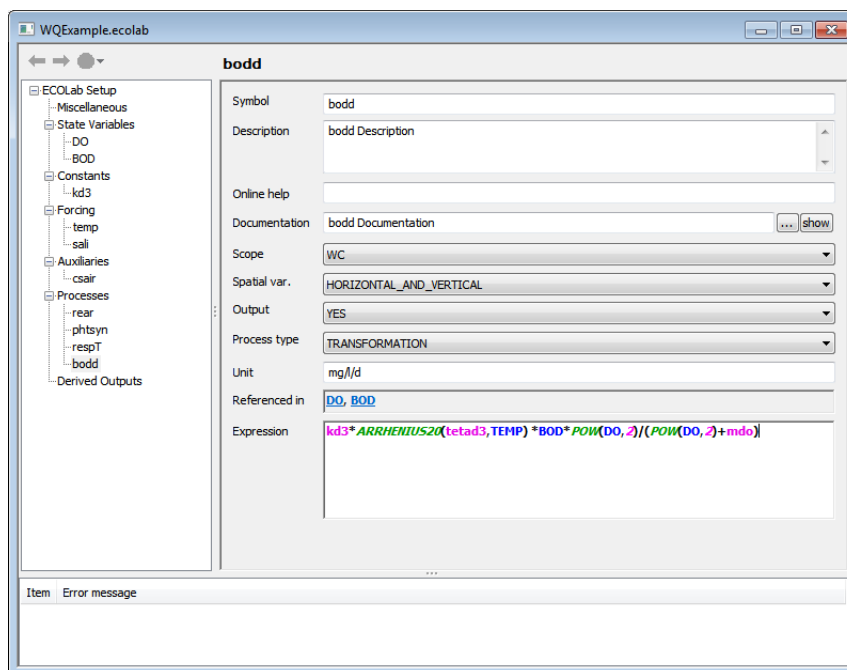 WQExample.ecolab
bodd
ECOLab Setup
Miscellaneous
State Variables
DO
BOD
Constants
kd3
Forcing
temp
sali
Auxiliaries
csair
Processes
rear
phtsyn
respT
bodd
Derived Outputs
Symbol bodd
Description bodd Description
Online help
Documentation bodd Documentation ... show
Scope WC
Spatial var. HORIZONTAL_AND_VERTICAL
Output YES
Process type TRANSFORMATION
Unit mg/l/d
Referenced in DO, BOD
Expression kd3*ARRHENIUS20(tetad3,TEMP) *BOD*POW(DO,2)/(POW(DO,2)+mdo)
Item Error message